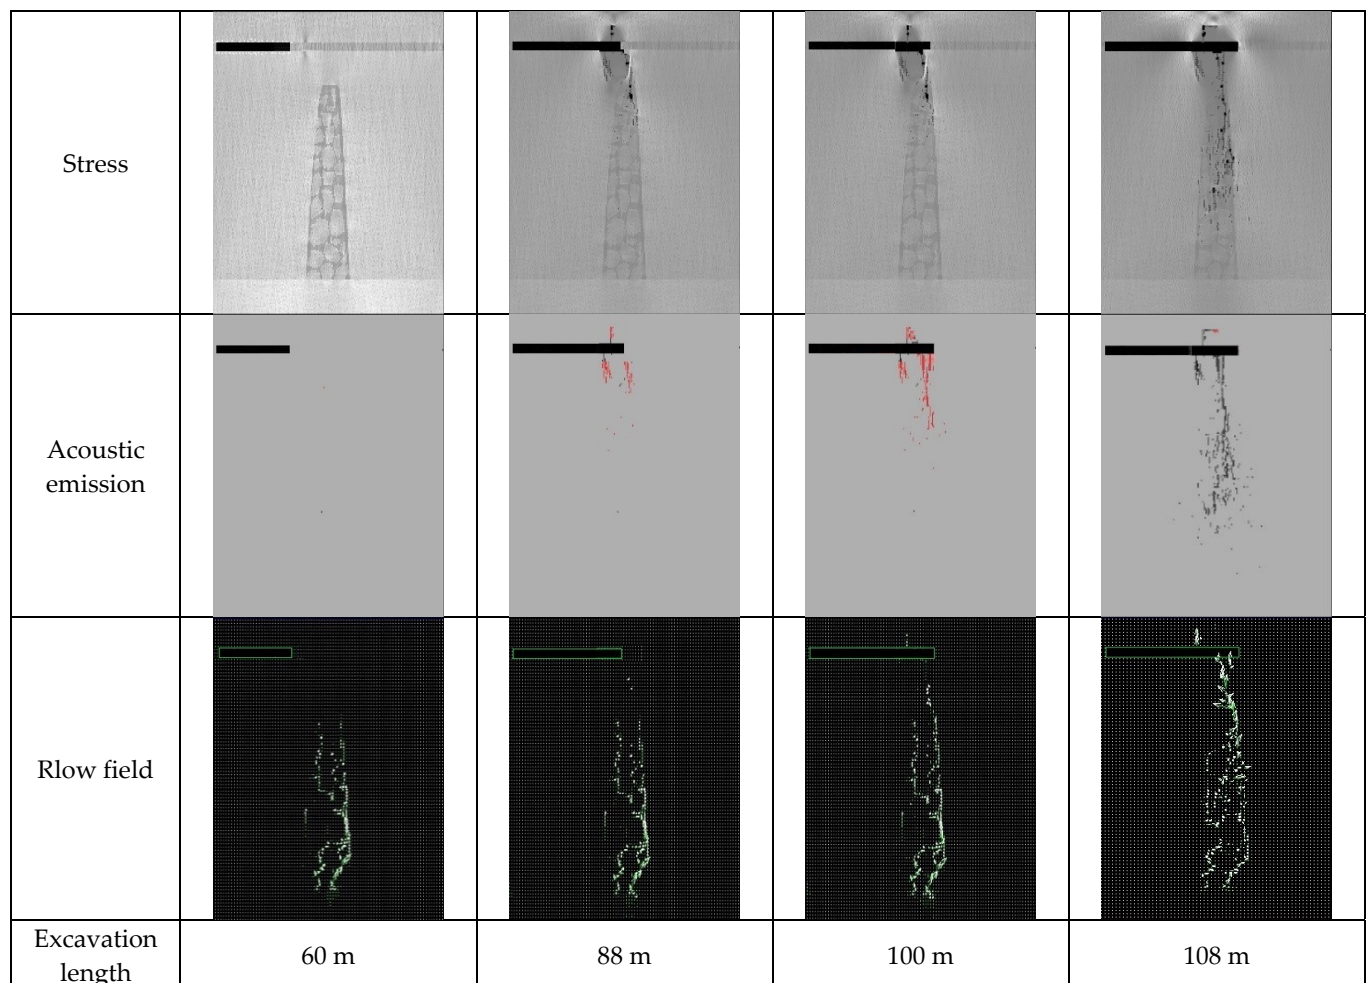 Stress
Acoustic
emission
Rlow field
Excavation
length
60 m
88 m
100 m
108 m